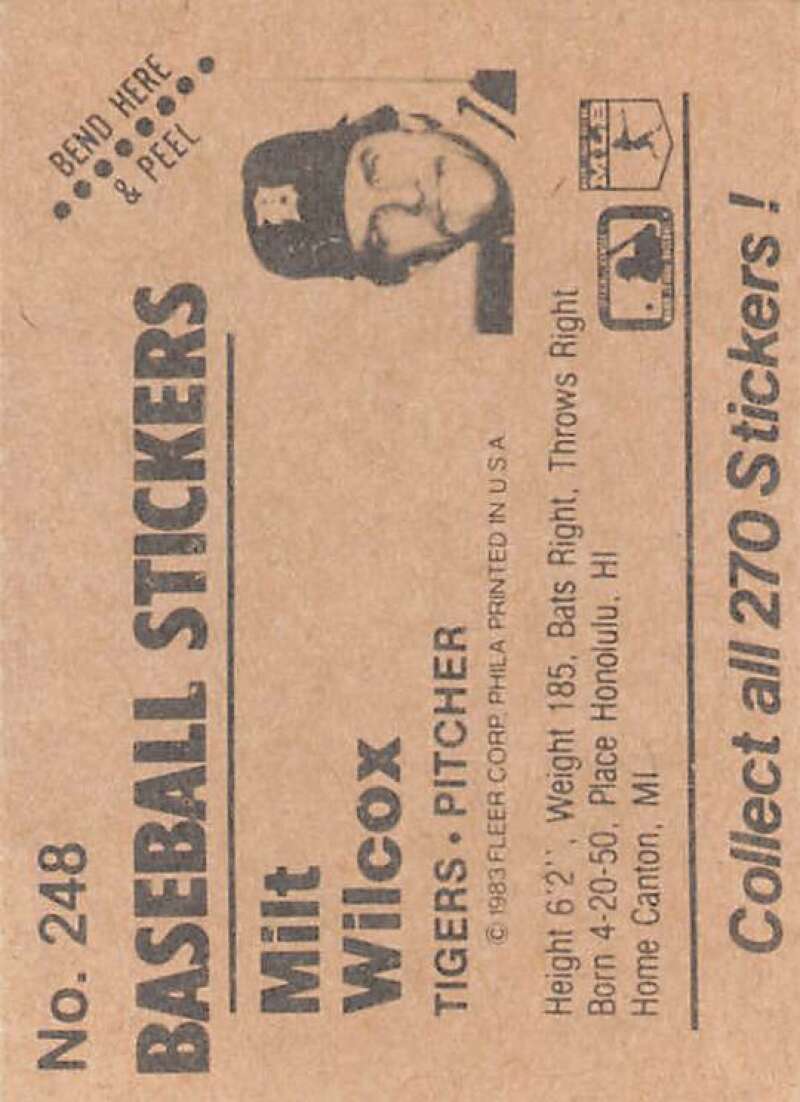 No. 248
BEND HERE
& PEEL
BASEBALL STICKERS
Milt
Wilcox
TIGERS • PITCHER
© 1983 FLEER CORP. PHILA PRINTED IN U.S.A
Height 6'2'', Weight 185, Bats Right, Throws Right
Born 4-20-50, Place Honolulu, HI
Home Canton, MI
Collect all 270 Stickers!